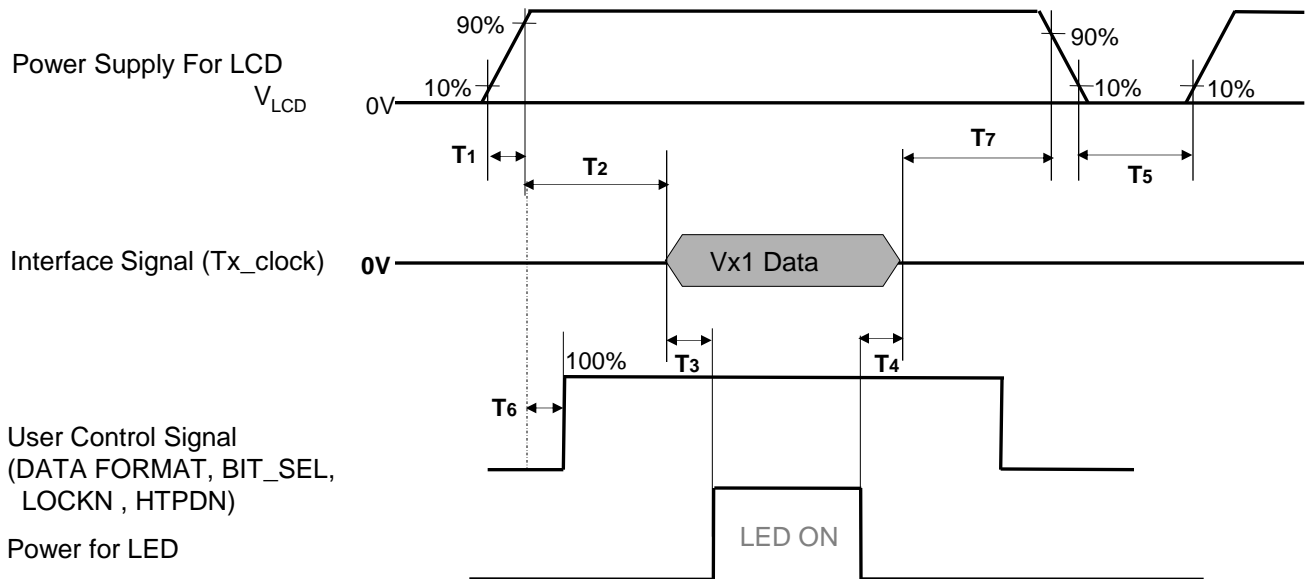 90%
90%
Power Supply For LCD
VLCD
10%
10%
10%
0V
T1
T2
T7
T5
Interface Signal (Tx_clock)
0V
Vx1 Data
100%
T3
T4
T6
User Control Signal
(DATA FORMAT, BIT_SEL,
LOCKN , HTPDN)
LED ON
Power for LED